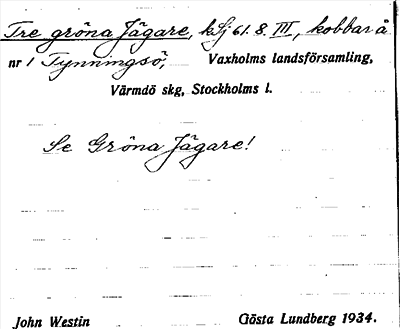 Tre gröna Jägare, kSj 61. 8. III, kobbar å
nr 1 Tynningsö, Vaxholms landsförsamling,
Värmdö skg, Stockholms l.
Se Gröna Jägare!
John Westin Gösta Lundberg 1934.